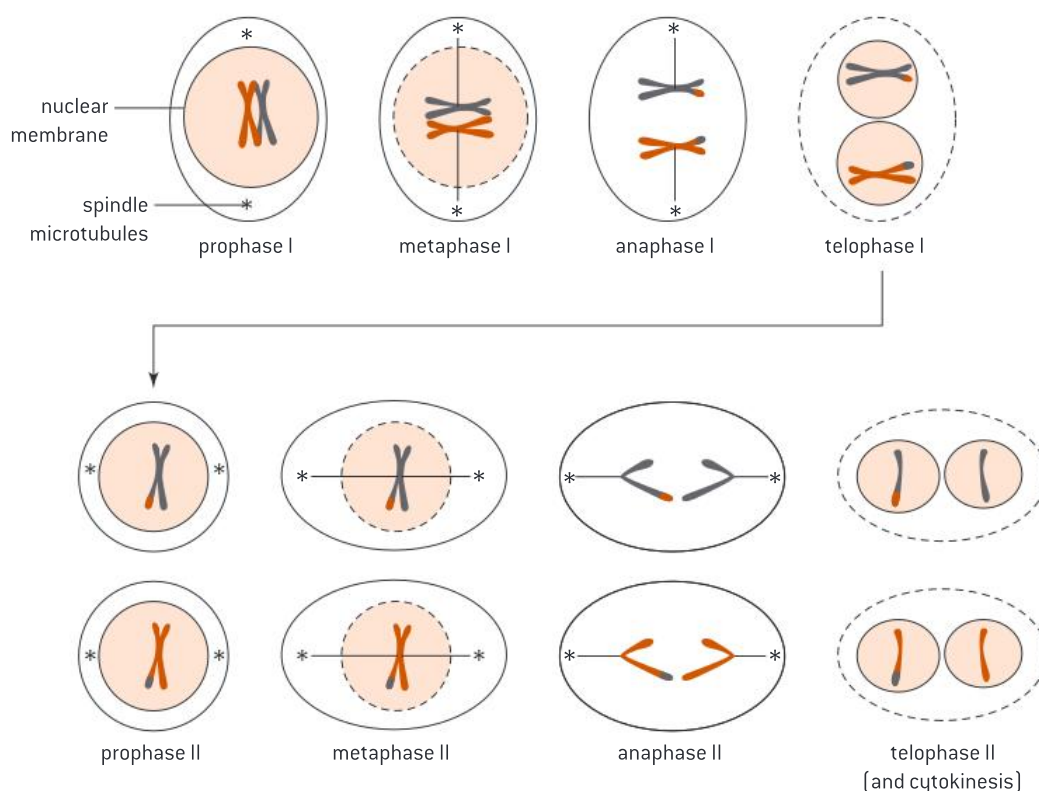 nuclear
membrane
spindle
microtubules
prophase I
metaphase I
anaphase I
telophase I
prophase II
metaphase II
anaphase II
telophase II
(and cytokinesis)